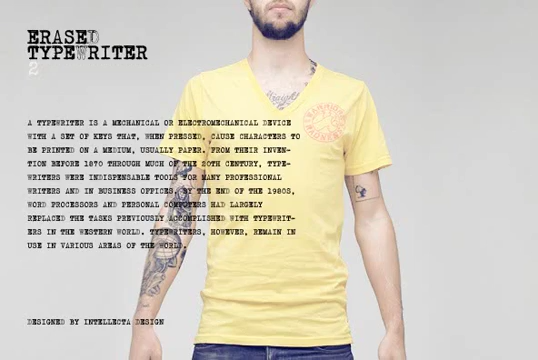 ERASED
TYPEWRITER
2
A TYPEWRITER IS A MECHANICAL OR ELECTROMECHANICAL DEVICE
WITH A SET OF KEYS THAT, WHEN PRESSED, CAUSE CHARACTERS TO
BE PRINTED ON A MEDIUM, USUALLY PAPER. FROM THEIR INVEN-
TION BEFORE 1870 THROUGH MUCH OF THE 20TH CENTURY, TYPE-
WRITERS WERE INDISPENSABLE TOOLS FOR MANY PROFESSIONAL
WRITERS AND IN BUSINESS OFFICES. BY THE END OF THE 1980S,
WORD PROCESSORS AND PERSONAL COMPUTERS HAD LARGELY
REPLACED THE TASKS PREVIOUSLY ACCOMPLISHED WITH TYPEWRIT-
ERS IN THE WESTERN WORLD. TYPEWRITERS, HOWEVER, REMAIN IN
USE IN VARIOUS AREAS OF THE WORLD.
DESIGNED BY INTELLECTA DESIGN